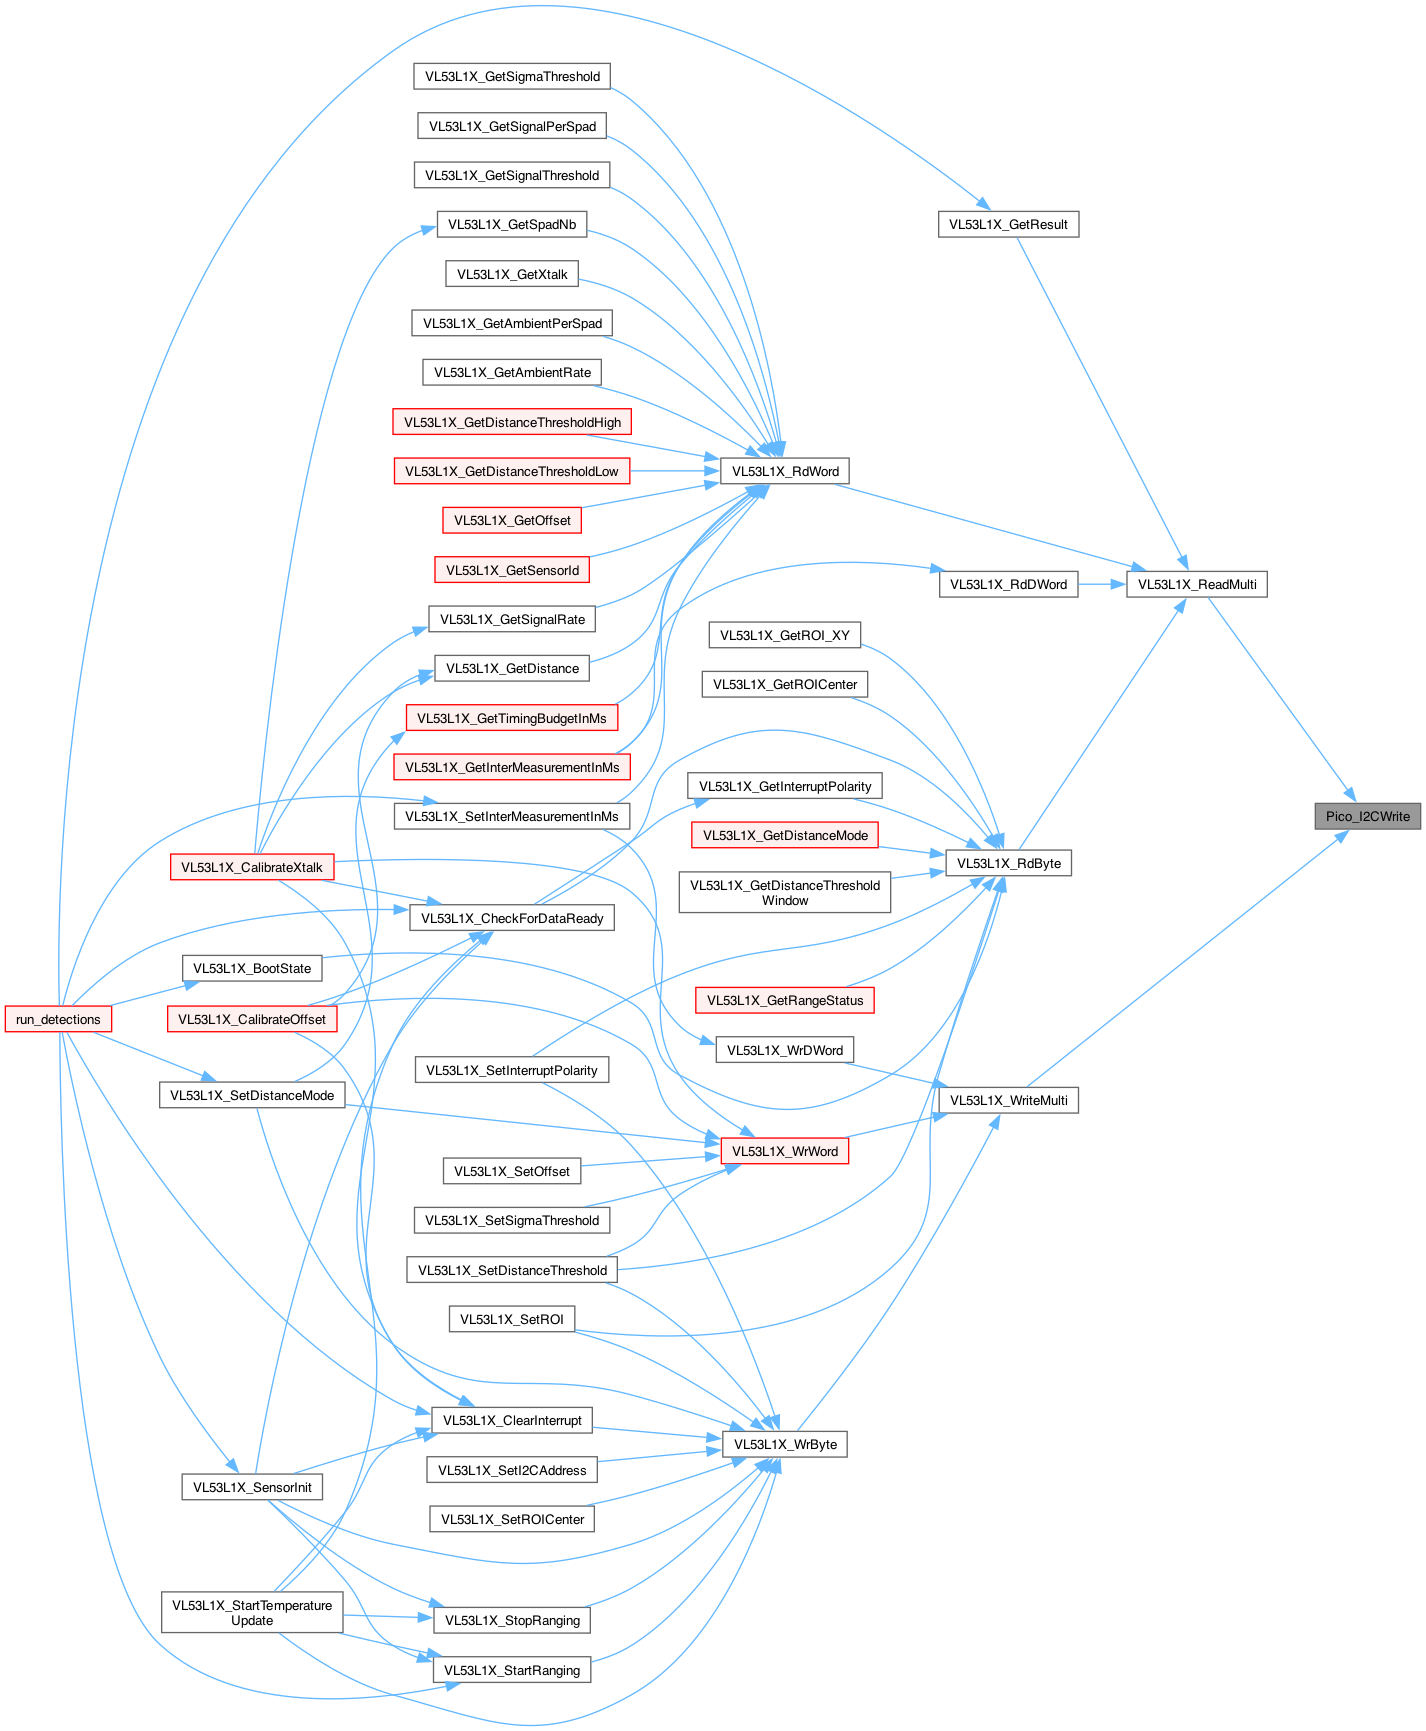 VL53L1X_GetSigmaThreshold
VL53L1X_GetSignalPerSpad
VL53L1X_GetSignalThreshold
VL53L1X_GetSpadNb
VL53L1X_GetResult
VL53L1X_GetXtalk
VL53L1X_GetAmbientPerSpad
VL53L1X_GetAmbientRate
VL53L1X_GetDistanceThresholdHigh
VL53L1X_GetDistanceThresholdLow
VL53L1X_RdWord
VL53L1X_GetOffset
VL53L1X_GetSensorId
VL53L1X_RdDWord
VL53L1X_ReadMulti
VL53L1X_GetSignalRate
VL53L1X_GetROI_XY
VL53L1X_GetDistance
VL53L1X_GetROICenter
VL53L1X_GetTimingBudgetInMs
VL53L1X_GetInterMeasurementInMs
VL53L1X_GetInterruptPolarity
VL53L1X_SetInterMeasurementInMs
Pico_I2CWrite
VL53L1X_GetDistanceMode
VL53L1X_CalibrateXtalk
VL53L1X_RdByte
VL53L1X_GetDistanceThreshold
Window
VL53L1X_CheckForDataReady
VL53L1X_BootState
VL53L1X_GetRangeStatus
run_detections
VL53L1X_CalibrateOffset
VL53L1X_WrDWord
VL53L1X_SetInterruptPolarity
VL53L1X_SetDistanceMode
VL53L1X_WriteMulti
VL53L1X_WrWord
VL53L1X_SetOffset
VL53L1X_SetSigmaThreshold
VL53L1X_SetDistanceThreshold
VL53L1X_SetROI
VL53L1X_ClearInterrupt
VL53L1X_WrByte
VL53L1X_SetI2CAddress
VL53L1X_SensorInit
VL53L1X_SetROICenter
VL53L1X_StartTemperature
Update
VL53L1X_StopRanging
VL53L1X_StartRanging